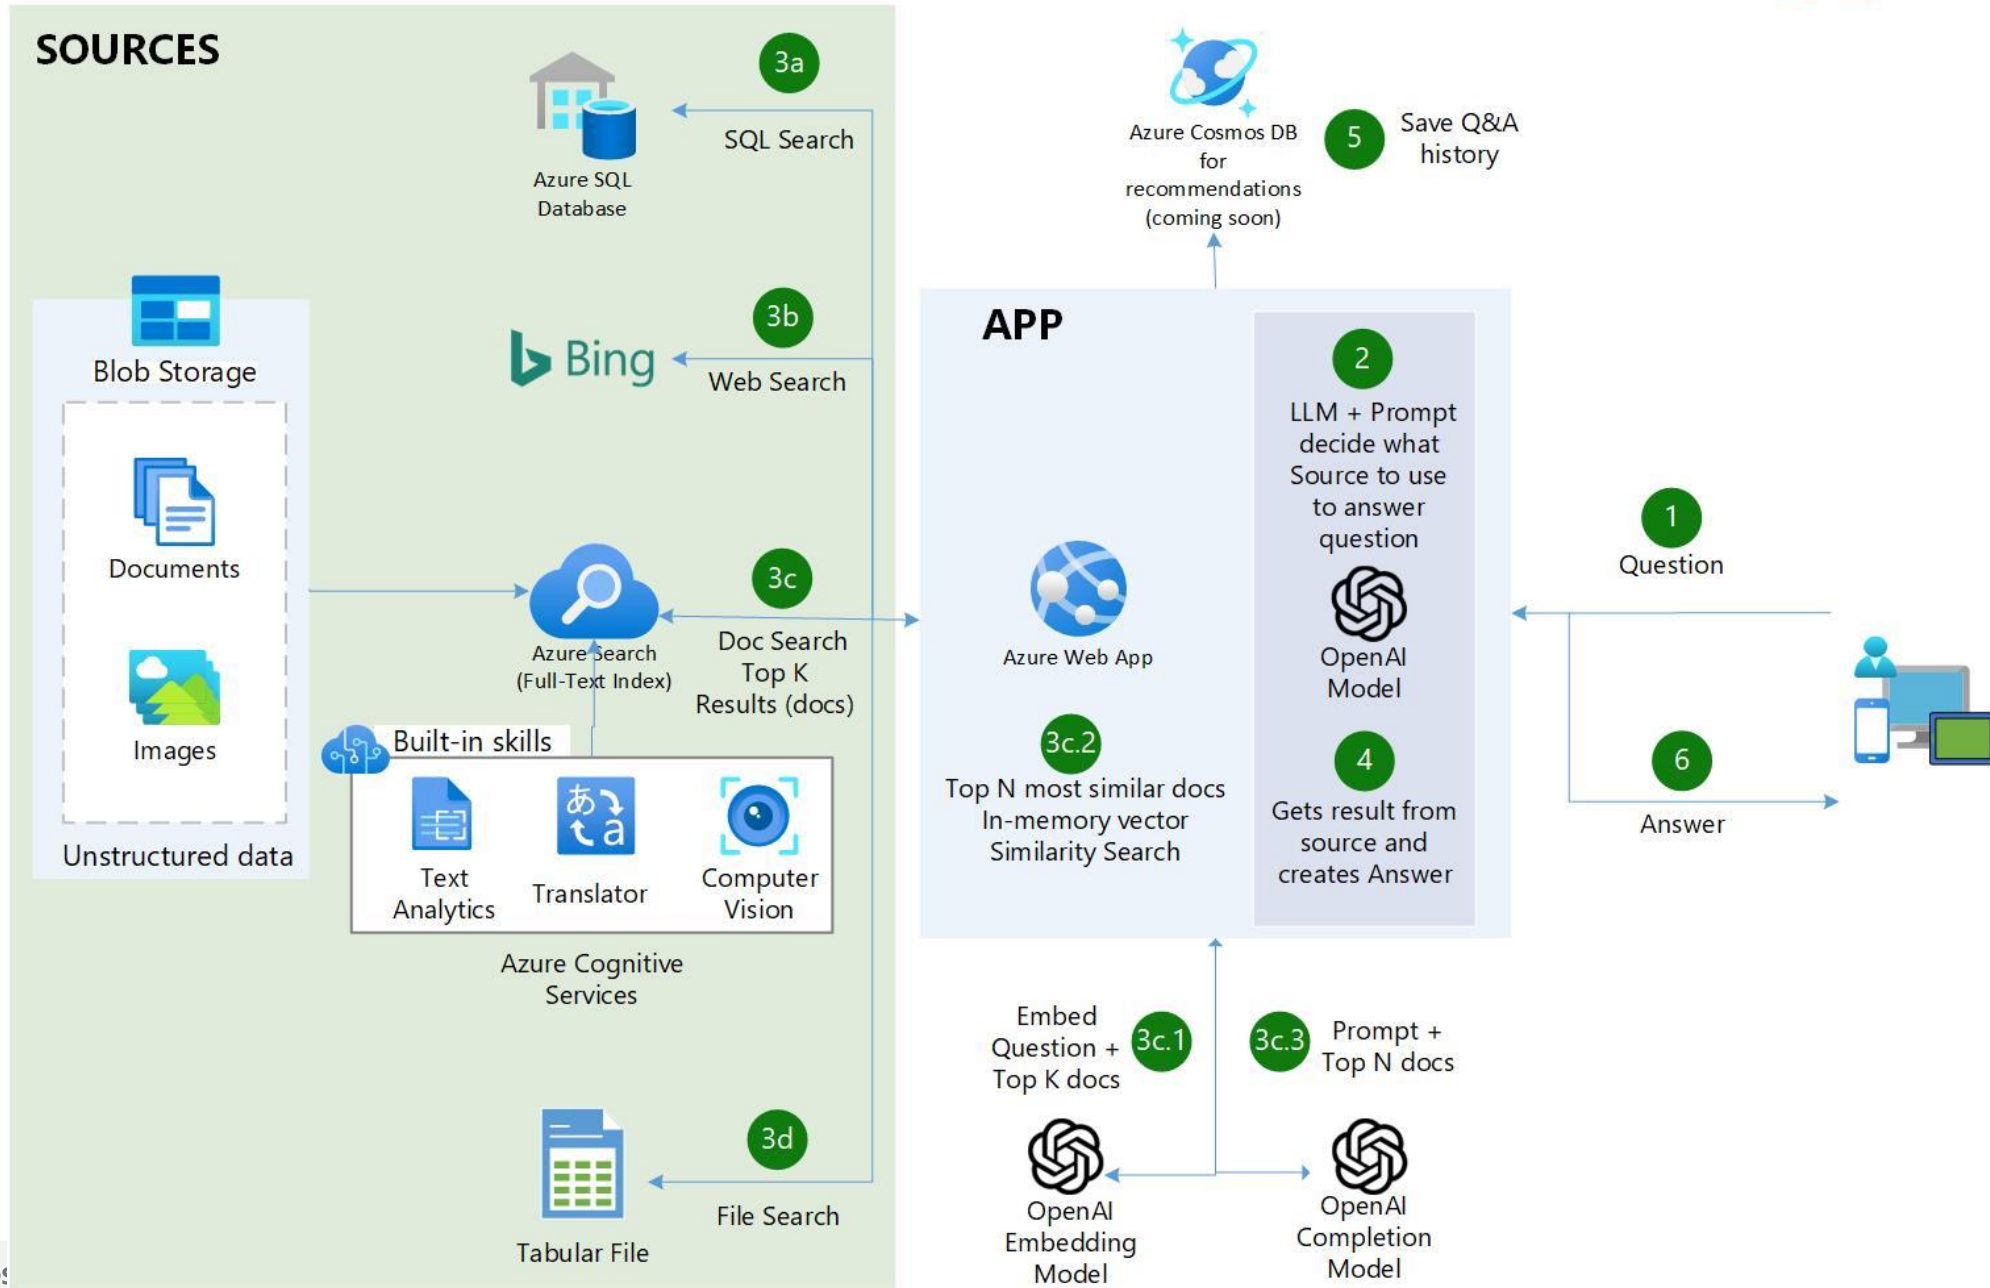 SOURCES
3a
SQL Search
Azure SQL
Database
Azure Cosmos DB
for
recommendations
(coming soon)
5
Save Q&A
history
Blob Storage
Documents
Images
Unstructured data
Bing
3b
Web Search
Azure Search
(Full-Text Index)
3c
Doc Search
Top K
Results (docs)
Built-in skills
Text
Analytics
Translator
Computer
Vision
Azure Cognitive
Services
3d
File Search
Tabular File
APP
2
LLM + Prompt
decide what
Source to use
to answer
question
OpenAI
Model
Azure Web App
3c.2
Top N most similar docs
In-memory vector
Similarity Search
4
Gets result from
source and
creates Answer
1
Question
6
Answer
Embed
Question +
Top K docs
3c.1
3c.3
Prompt +
Top N docs
OpenAI
Embedding
Model
OpenAI
Completion
Model